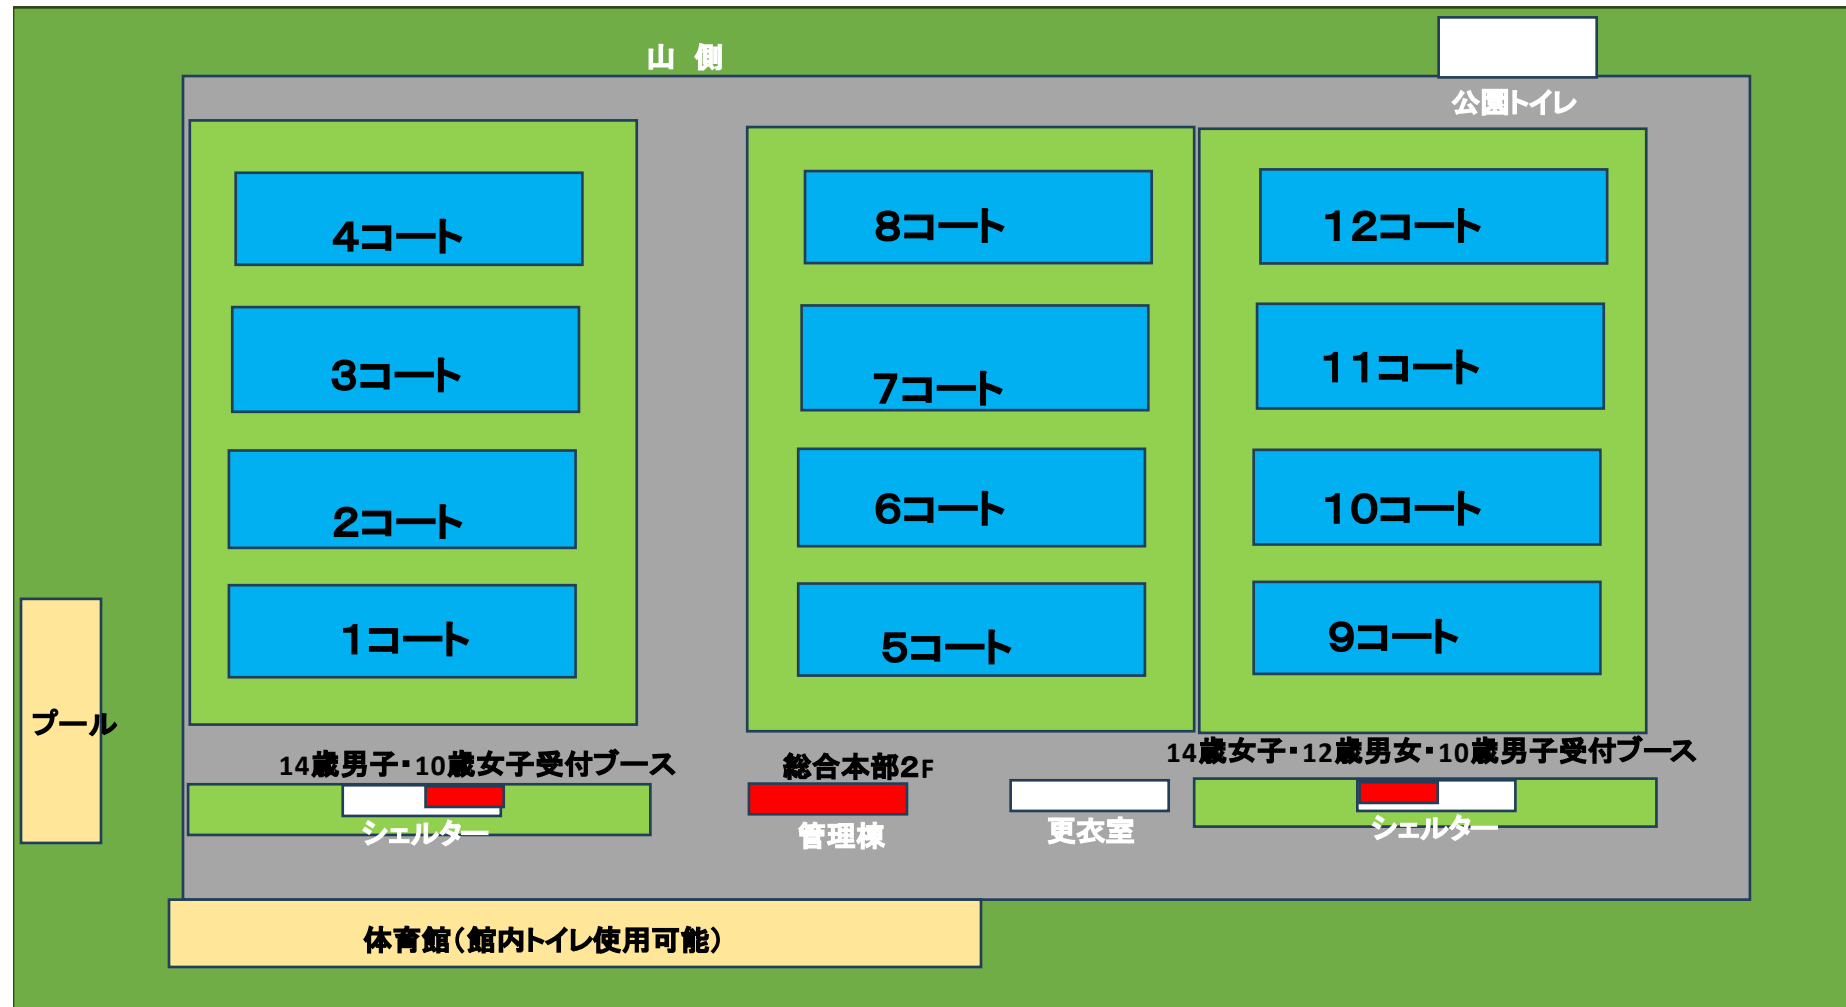 山 側
公園トイレ
4コート
8コート
12コート
3コート
7コート
11コート
2コート
6コート
10コート
1コート
5コート
9コート
プール
14歳男子・10歳女子受付ブース
総合本部2F
14歳女子・12歳男女・10歳男子受付ブース
シェルター
管理棟
更衣室
シェルター
体育館(館内トイレ使用可能)